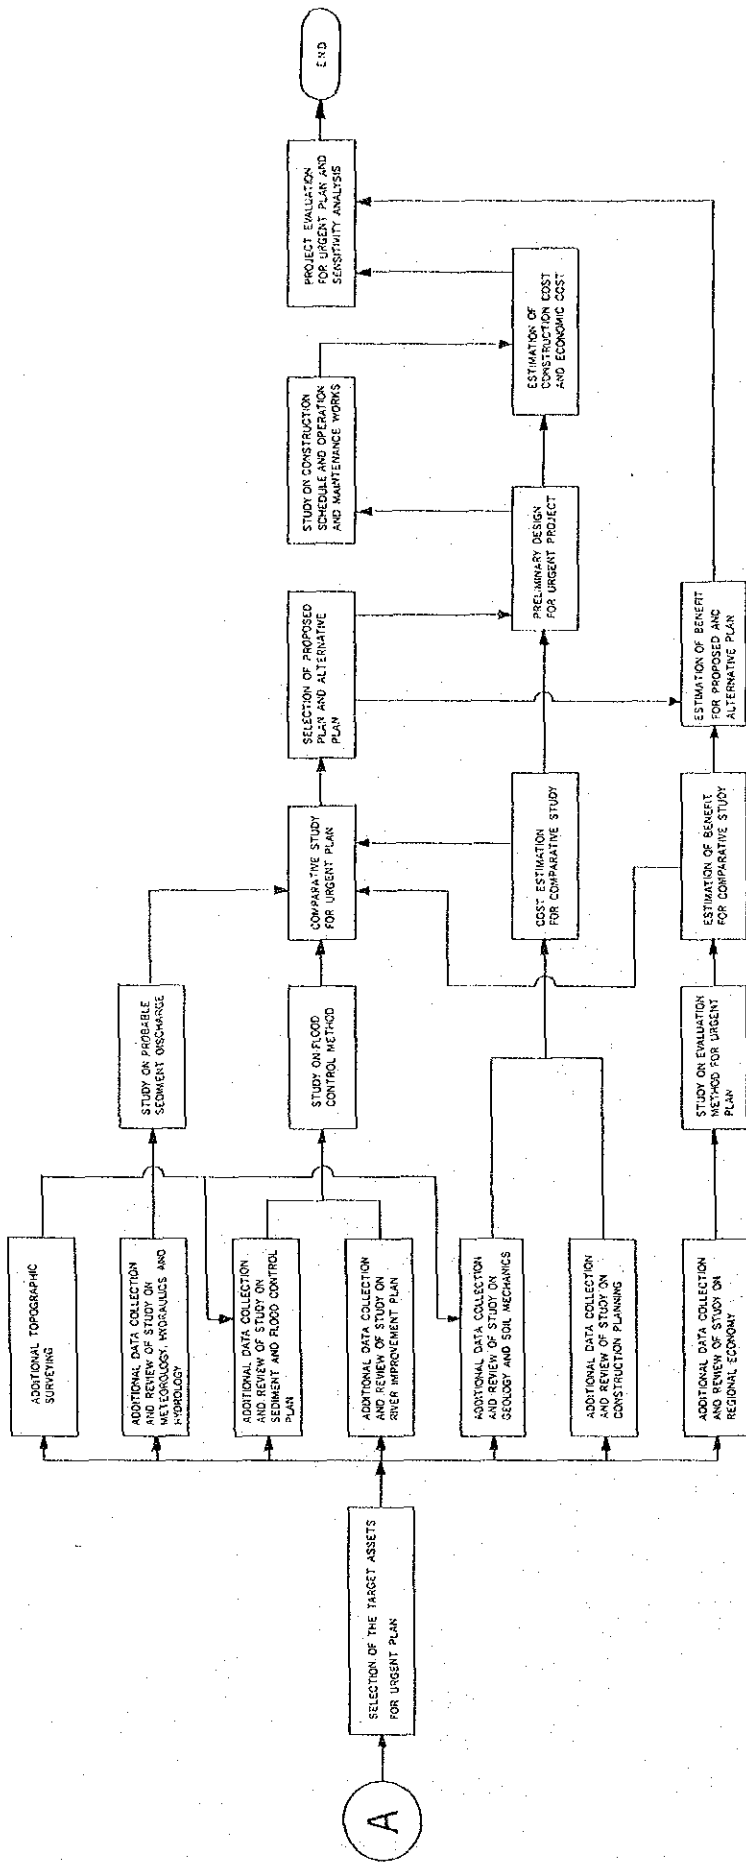 A
SELECTION OF THE TARGET ASSETS
FOR URGENT PLAN
ADDITIONAL TOPOGRAPHIC
SURVEYING
ADDITIONAL DATA COLLECTION
AND REVIEW OF STUDY ON
METEOROLOGY, HYDRAULICS AND
HYDROLOGY
ADDITIONAL DATA COLLECTION
AND REVIEW OF STUDY ON
SEDIMENT AND FLOOD CONTROL
PLAN
ADDITIONAL DATA COLLECTION
AND REVIEW OF STUDY ON
RIVER IMPROVEMENT PLAN
ADDITIONAL DATA COLLECTION
AND REVIEW OF STUDY ON
GEOLOGY AND SOIL MECHANICS
ADDITIONAL DATA COLLECTION
AND REVIEW OF STUDY ON
CONSTRUCTION PLANNING
ADDITIONAL DATA COLLECTION
AND REVIEW OF STUDY ON
REGIONAL ECONOMY
STUDY ON PROBABLE
SEDIMENT DISCHARGE
STUDY ON FLOOD
CONTROL METHOD
STUDY ON EVALUATION
METHOD FOR URGENT
PLAN
COMPARATIVE STUDY
FOR URGENT PLAN
COST ESTIMATION
FOR COMPARATIVE STUDY
ESTIMATION OF BENEFIT
FOR COMPARATIVE STUDY
SELECTION OF PROPOSED
PLAN AND ALTERNATIVE
PLAN
PRELIMINARY DESIGN
FOR URGENT PROJECT
ESTIMATION OF BENEFIT
FOR PROPOSED AND
ALTERNATIVE PLAN
STUDY ON CONSTRUCTION
SCHEDULE AND OPERATION
AND MAINTENANCE WORKS
ESTIMATION OF
CONSTRUCTION COST
AND ECONOMIC COST
PROJECT EVALUATION
FOR URGENT PLAN AND
SENSITIVITY ANALYSIS
END